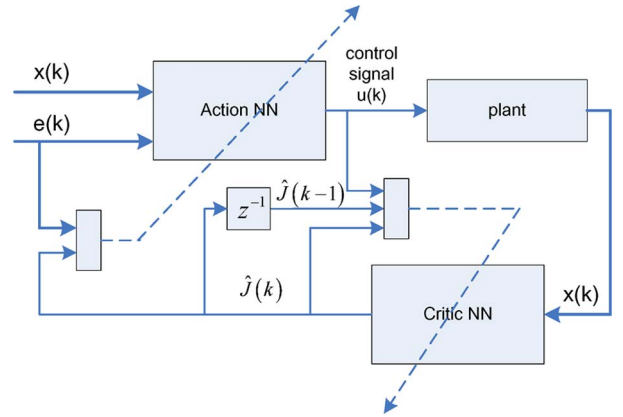 x(k)
e(k)
Action NN
control
signal
u(k)
plant
z⁻¹
Ĵ(k−1)
Ĵ(k)
Critic NN
x(k)